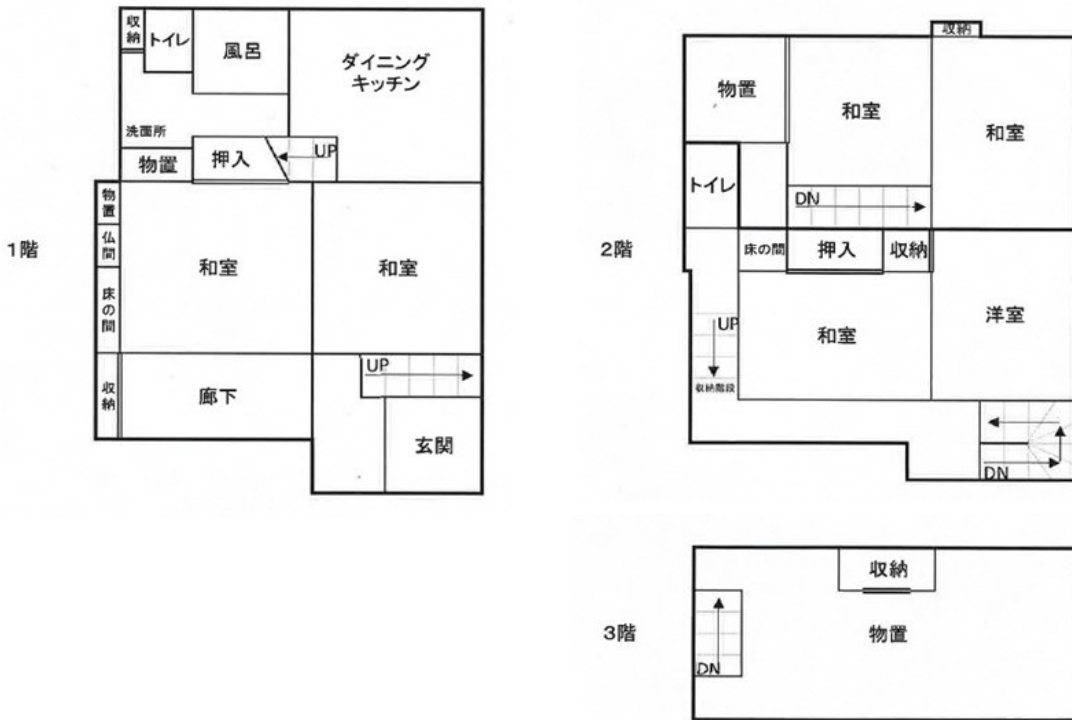 1階
収納
トイレ
風呂
ダイニング
キッチン
洗面所
物置
押入
UP
物置
仏間
床の間
収納
和室
和室
UP
廊下
玄関
2階
収納
物置
和室
和室
トイレ
DN
床の間
押入
収納
洋室
和室
UP
収納階段
DN
3階
収納
物置
DN